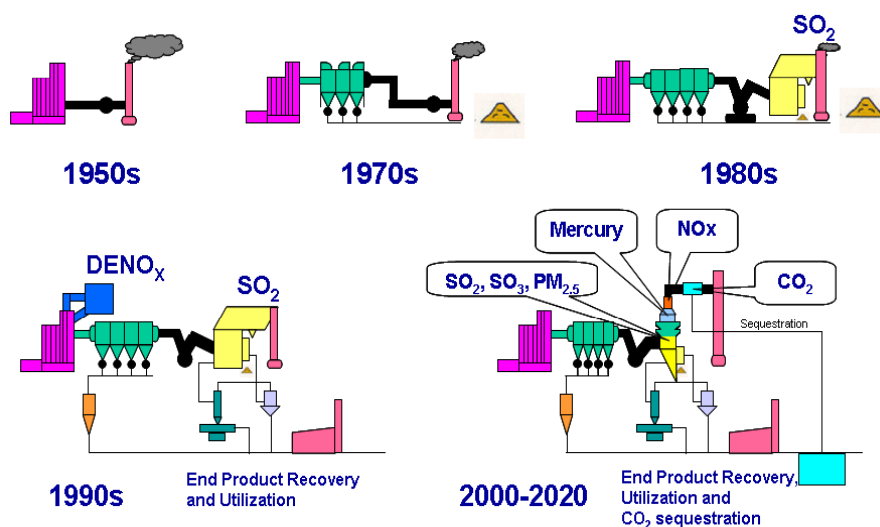 SO₂
1950s
1970s
1980s
DENOₓ
SO₂
Mercury
NOx
SO₂, SO₃, PM₂.₅
CO₂
Sequestration
1990s
End Product Recovery
and Utilization
2000-2020
End Product Recovery,
Utilization and
CO₂ sequestration